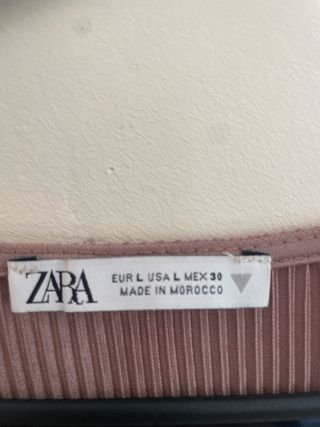 ZARA
EUR L USA L MEX 30
MADE IN MOROCCO